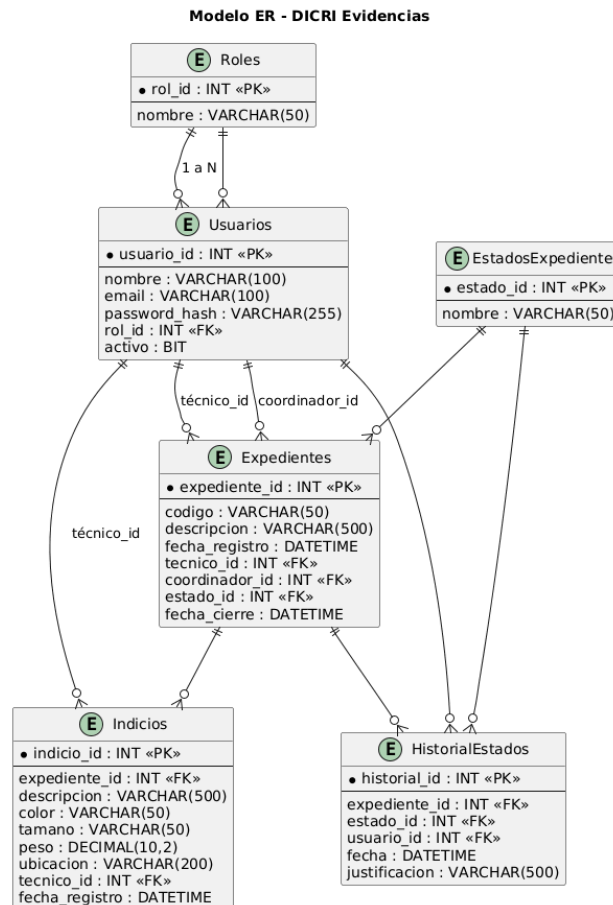 Modelo ER - DICRI Evidencias
E Roles
rol_id : INT «PK»
nombre : VARCHAR(50)
1 a N
E Usuarios
usuario_id : INT «PK»
nombre : VARCHAR(100)
email : VARCHAR(100)
password_hash : VARCHAR(255)
rol_id : INT «FK»
activo : BIT
E EstadosExpediente
estado_id : INT «PK»
nombre : VARCHAR(50)
técnico_id
coordinador_id
E Expedientes
expediente_id : INT «PK»
codigo : VARCHAR(50)
descripcion : VARCHAR(500)
fecha_registro : DATETIME
tecnico_id : INT «FK»
coordinador_id : INT «FK»
estado_id : INT «FK»
fecha_cierre : DATETIME
técnico_id
E Indicios
indicio_id : INT «PK»
expediente_id : INT «FK»
descripcion : VARCHAR(500)
color : VARCHAR(50)
tamano : VARCHAR(50)
peso : DECIMAL(10,2)
ubicacion : VARCHAR(200)
tecnico_id : INT «FK»
fecha_registro : DATETIME
E HistorialEstados
historial_id : INT «PK»
expediente_id : INT «FK»
estado_id : INT «FK»
usuario_id : INT «FK»
fecha : DATETIME
justificacion : VARCHAR(500)